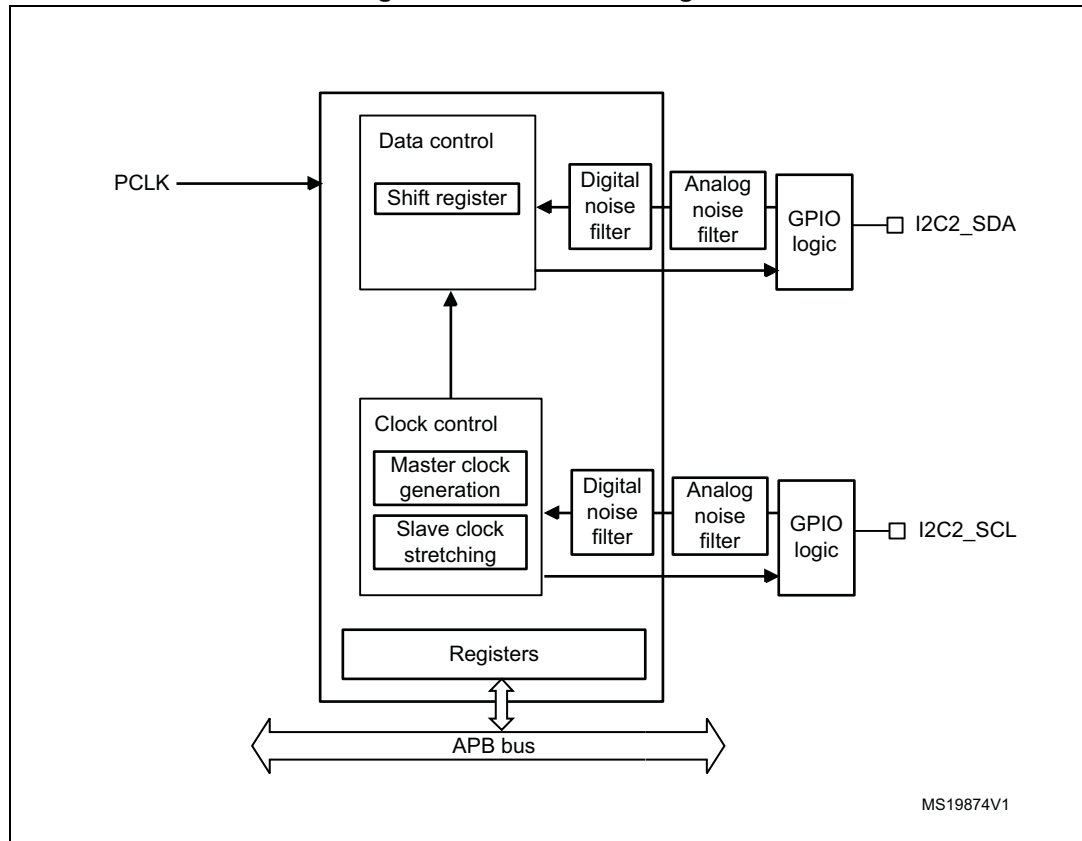 Data control
PCLK
Shift register
Digital
noise
filter
Analog
noise
filter
GPIO
logic
I2C2_SDA
Clock control
Master clock
generation
Slave clock
stretching
Digital
noise
filter
Analog
noise
filter
GPIO
logic
I2C2_SCL
Registers
APB bus
MS19874V1